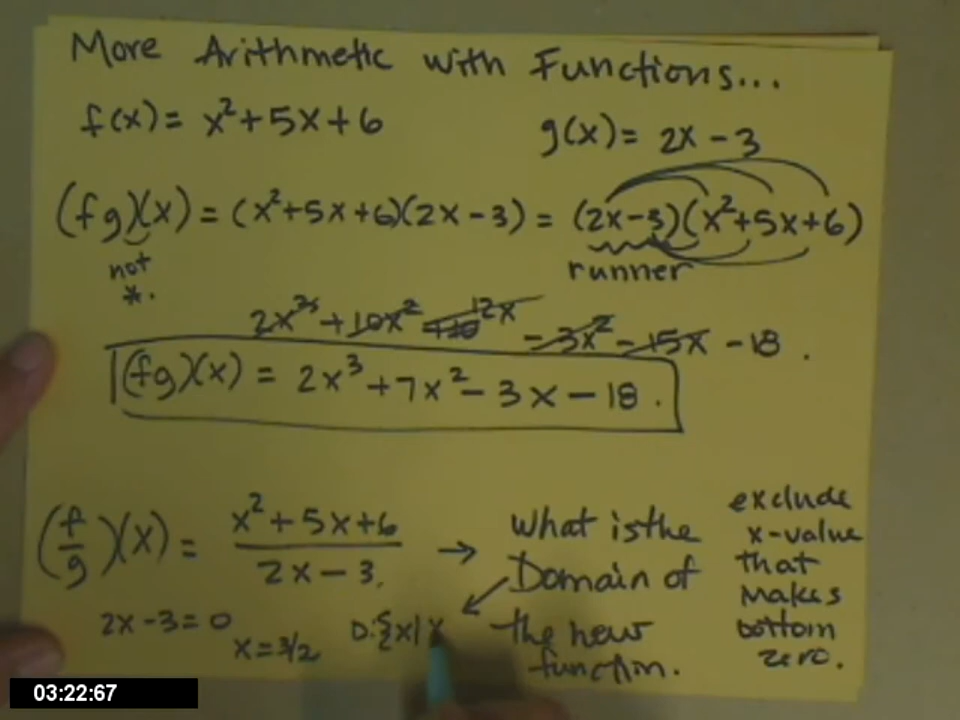 More Arithmetic with Functions...
f(x) = x²+5x+6
g(x) = 2x-3
(fg)(x) = (x²+5x+6)(2x-3) = (2x-3)(x²+5x+6)
not
*.
runner
2x³ + 10x² 12x - 3x² - 15x - 18.
(fg)(x) = 2x³ + 7x² - 3x - 18.
(f/g)(x) = (x²+5x+6)/(2x-3)
→ What is the
Domain of
the new
function.
exclude
x-value
that
makes
bottom
zero.
2x-3=0
x=3/2
D:{x|x
03:22:67